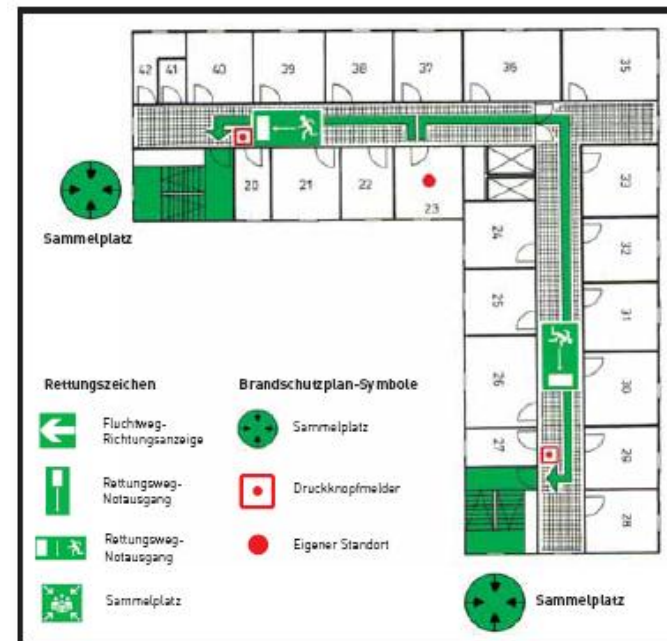 42 41 40 39 38 37 36 35
20 21 22 23
33
24
32
25
31
26
30
27
29
28
Sammelplatz
Rettungszeichen
Fluchtweg-
Richtungsanzeige
Rettungsweg-
Notausgang
Rettungsweg-
Notausgang
Sammelplatz
Brandschutzplan-Symbole
Sammelplatz
Druckknopfmelder
Eigener Standort
Sammelplatz